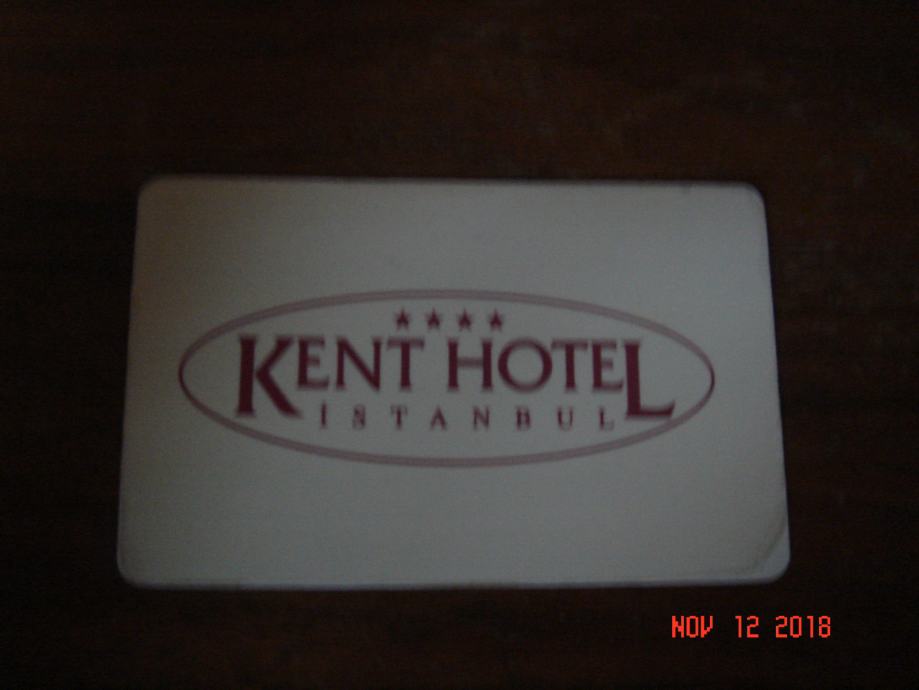 KENT HOTEL
İSTANBUL
NOV 12 2018